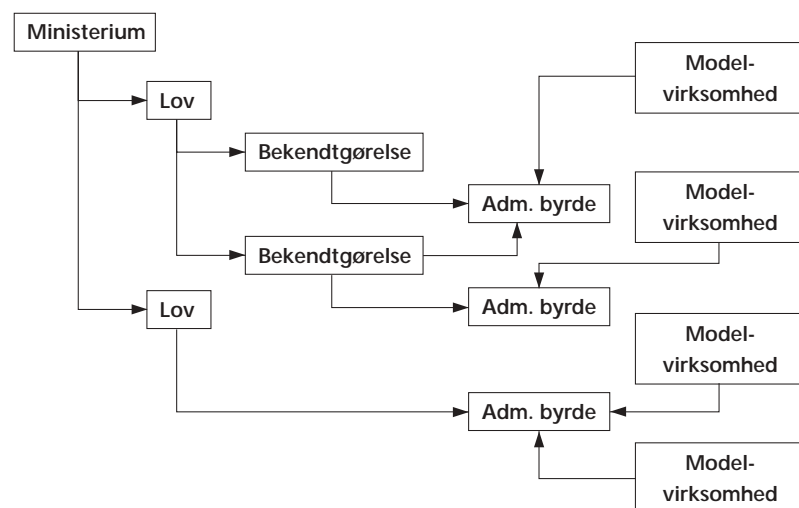 Ministerium
Model-
virksomhed
Lov
Bekendtgørelse
Adm. byrde
Model-
virksomhed
Bekendtgørelse
Adm. byrde
Lov
Model-
virksomhed
Adm. byrde
Model-
virksomhed